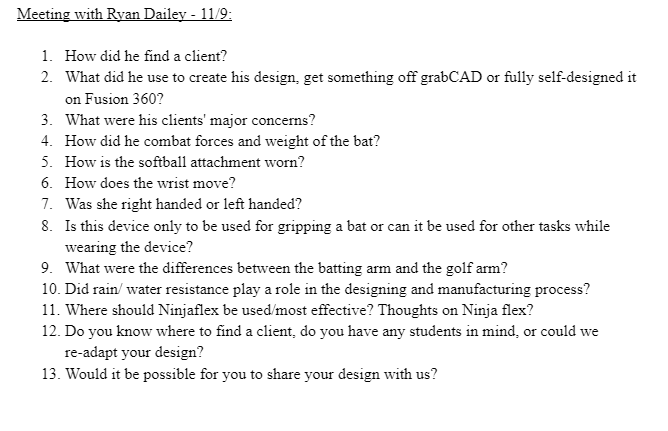 Meeting with Ryan Dailey - 11/9:
1. How did he find a client?
2. What did he use to create his design, get something off grabCAD or fully self-designed it
on Fusion 360?
3. What were his clients' major concerns?
4. How did he combat forces and weight of the bat?
5. How is the softball attachment worn?
6. How does the wrist move?
7. Was she right handed or left handed?
8. Is this device only to be used for gripping a bat or can it be used for other tasks while
wearing the device?
9. What were the differences between the batting arm and the golf arm?
10. Did rain/ water resistance play a role in the designing and manufacturing process?
11. Where should Ninjaflex be used/most effective? Thoughts on Ninja flex?
12. Do you know where to find a client, do you have any students in mind, or could we
re-adapt your design?
13. Would it be possible for you to share your design with us?